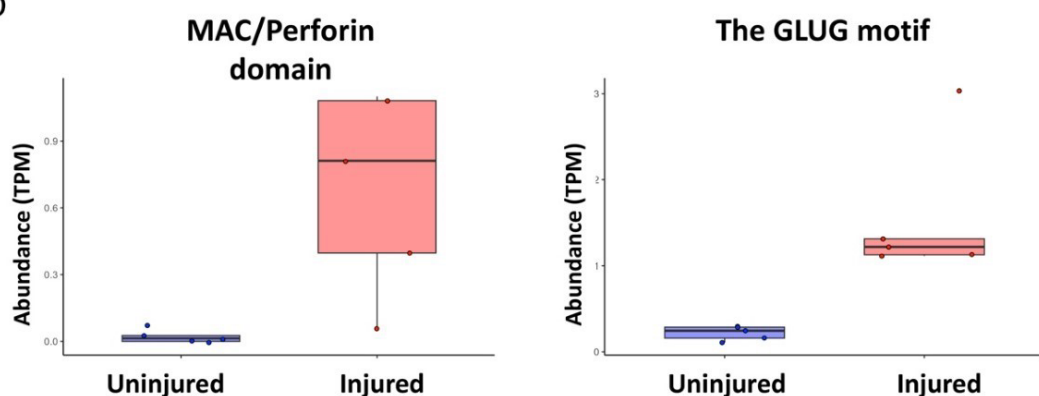 MAC/Perforin
domain
Abundance (TPM)
0.9
0.6
0.3
0.0
Uninjured
Injured
The GLUG motif
Abundance (TPM)
3
2
1
0
Uninjured
Injured